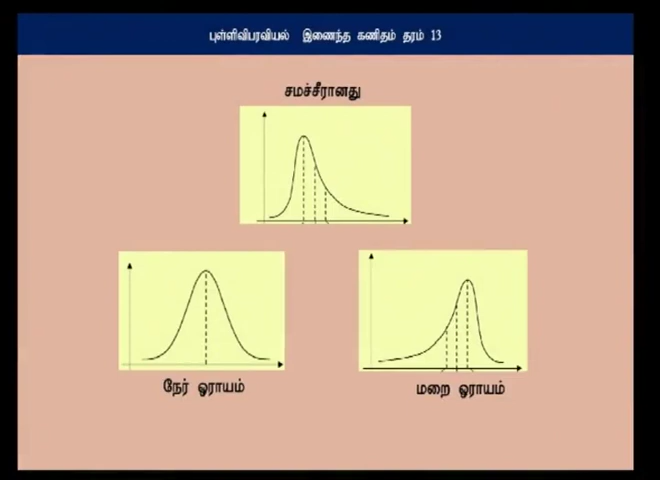 புள்ளிவிபரவியல் இணைந்த கணிதம் தரம் 13
சமச்சீரானது
நேர் ஓராயம்
மறை ஓராயம்